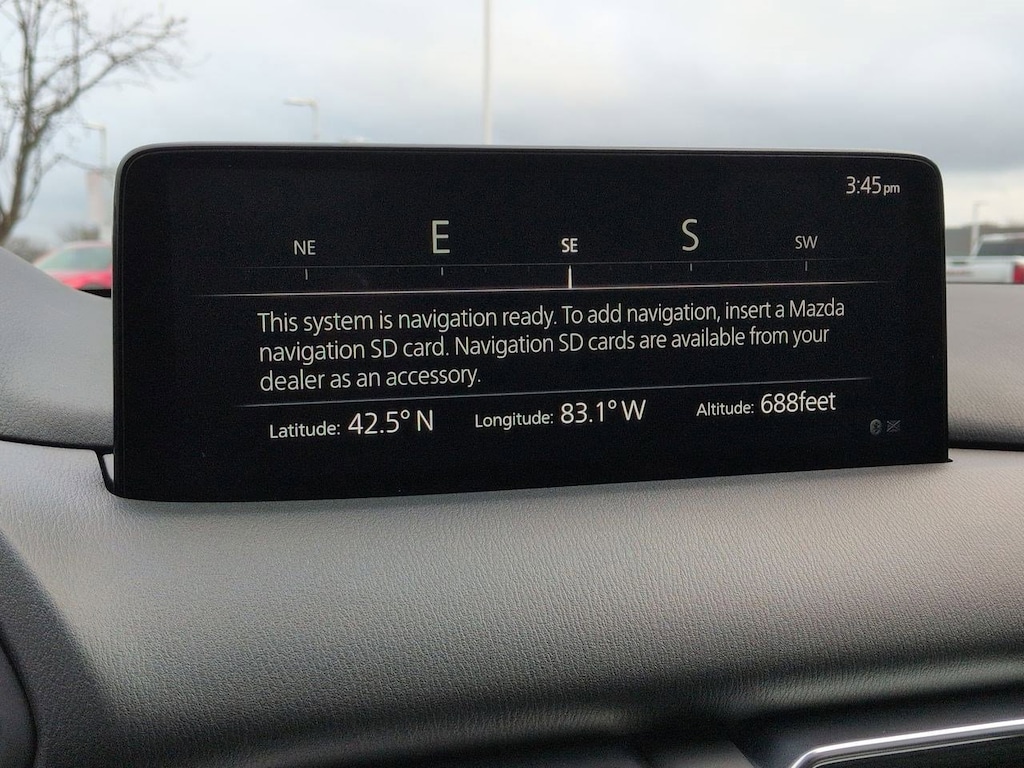 3:45pm
NE E SE S SW
This system is navigation ready. To add navigation, insert a Mazda
navigation SD card. Navigation SD cards are available from your
dealer as an accessory.
Latitude: 42.5° N Longitude: 83.1° W Altitude: 688feet